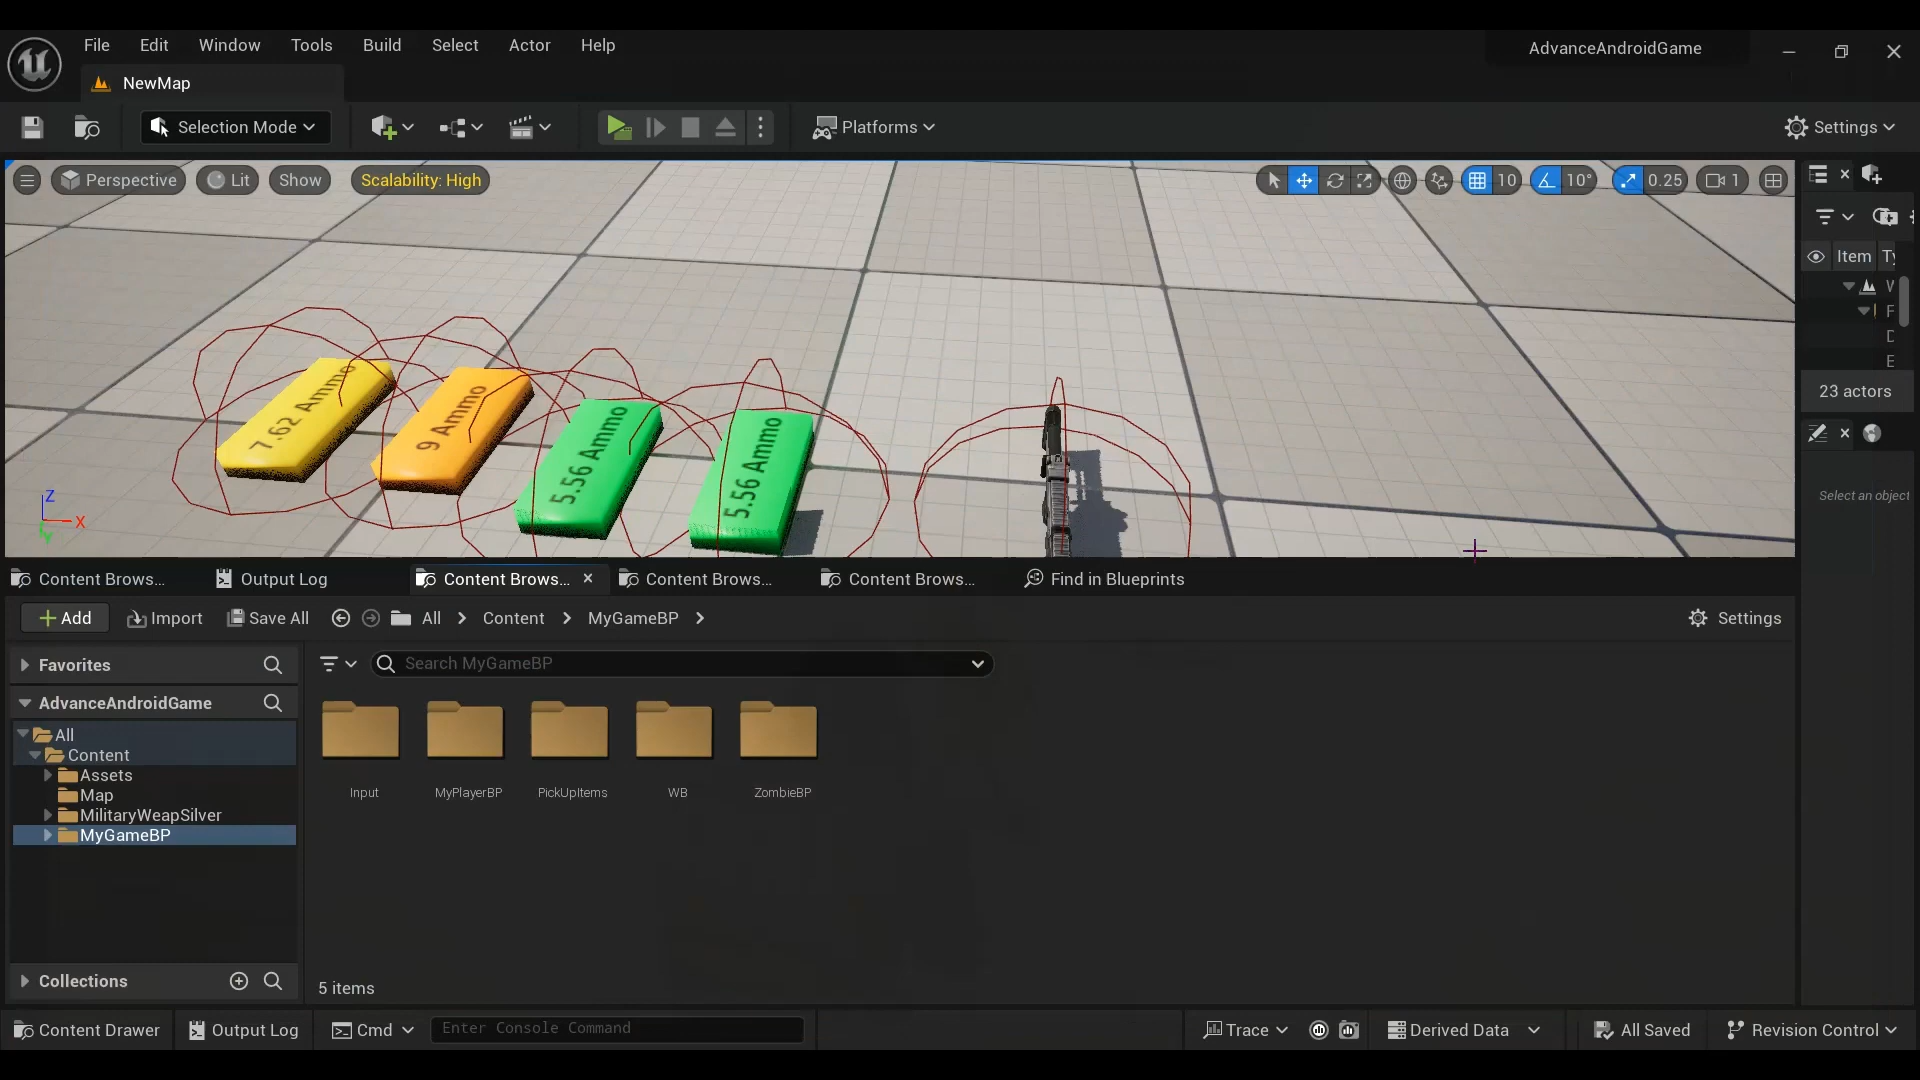 File Edit Window Tools Build Select Actor Help
AdvanceAndroidGame
NewMap
Selection Mode
Platforms
Settings
Perspective
Lit
Show
Scalability: High
10
10°
0.25
1
Item
7.62 Ammo
9 Ammo
5.56 Ammo
5.56 Ammo
Z
X
Y
23 actors
Select an object
Content Brows...
Output Log
Content Brows...
Content Brows...
Content Brows...
Find in Blueprints
Add
Import
Save All
All
Content
MyGameBP
Settings
Favorites
Search MyGameBP
AdvanceAndroidGame
All
Content
Assets
Map
MilitaryWeapSilver
MyGameBP
Input
MyPlayerBP
PickUpItems
WB
ZombieBP
Collections
5 items
Content Drawer
Output Log
Cmd
Enter Console Command
Trace
Derived Data
All Saved
Revision Control